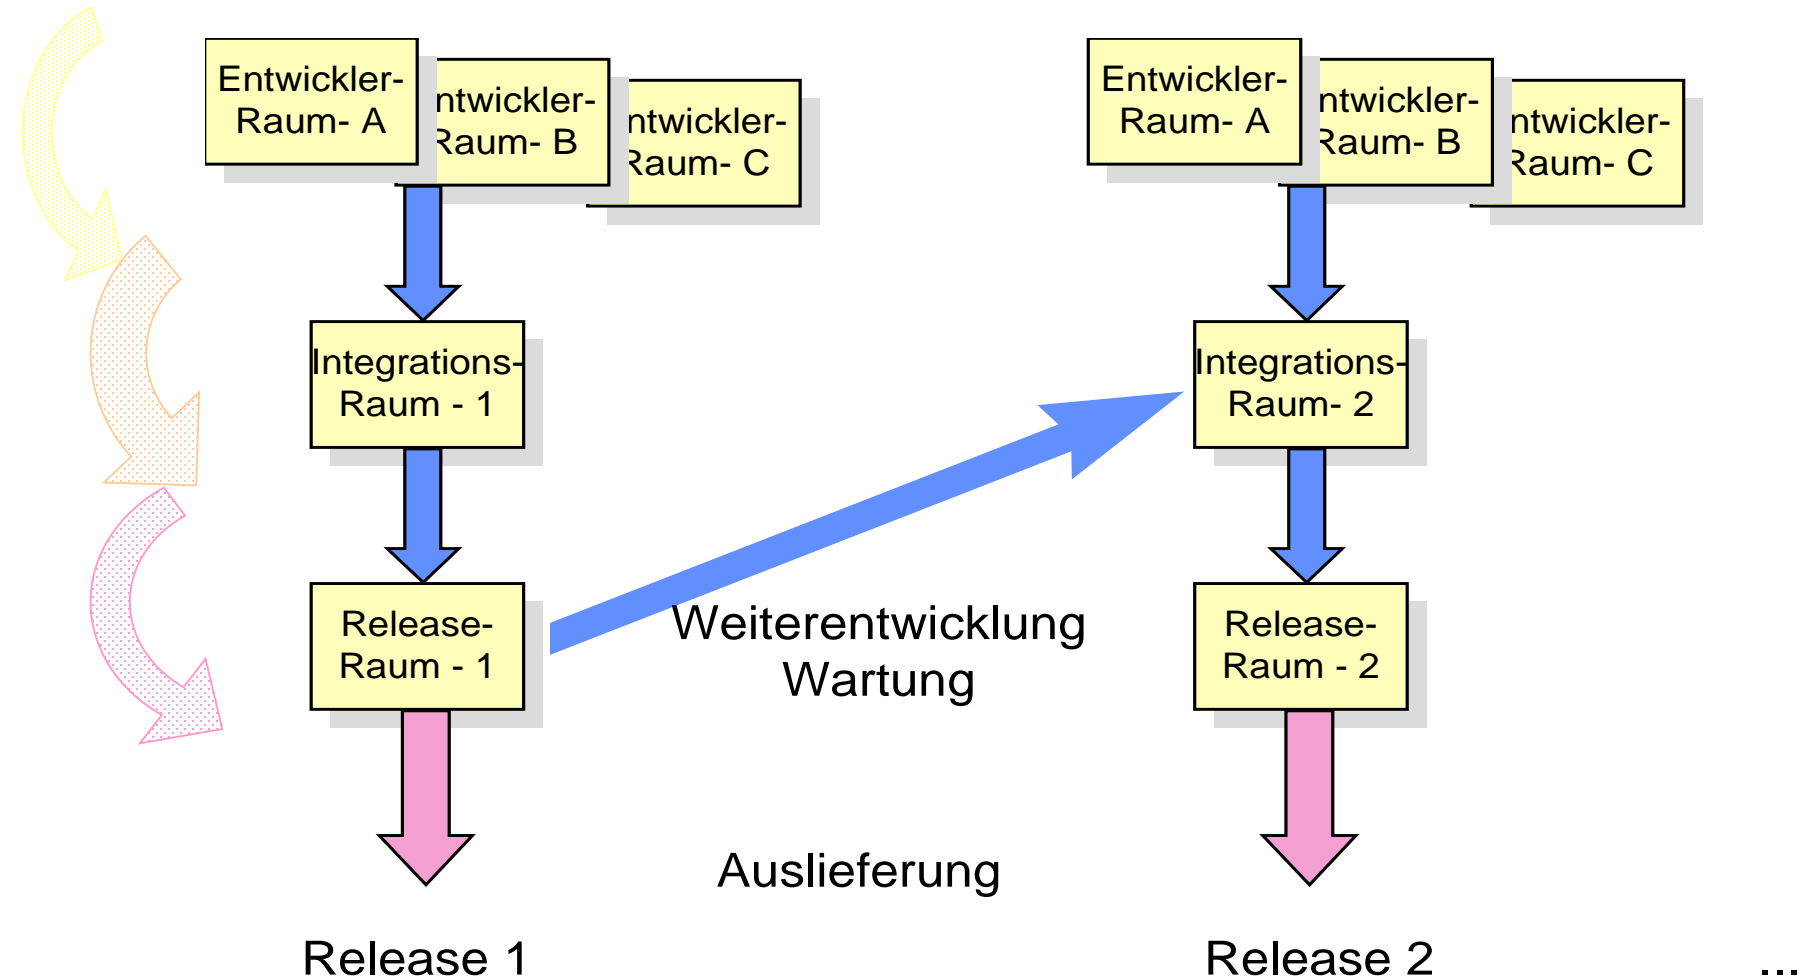 Entwickler-
Raum- A
ntwickler-
Raum- B
ntwickler-
Raum- C
Entwickler-
Raum- A
ntwickler-
Raum- B
ntwickler-
Raum- C
Integrations-
Raum - 1
Integrations-
Raum- 2
Release-
Raum - 1
Weiterentwicklung
Wartung
Release-
Raum - 2
Auslieferung
Release 1
Release 2
...